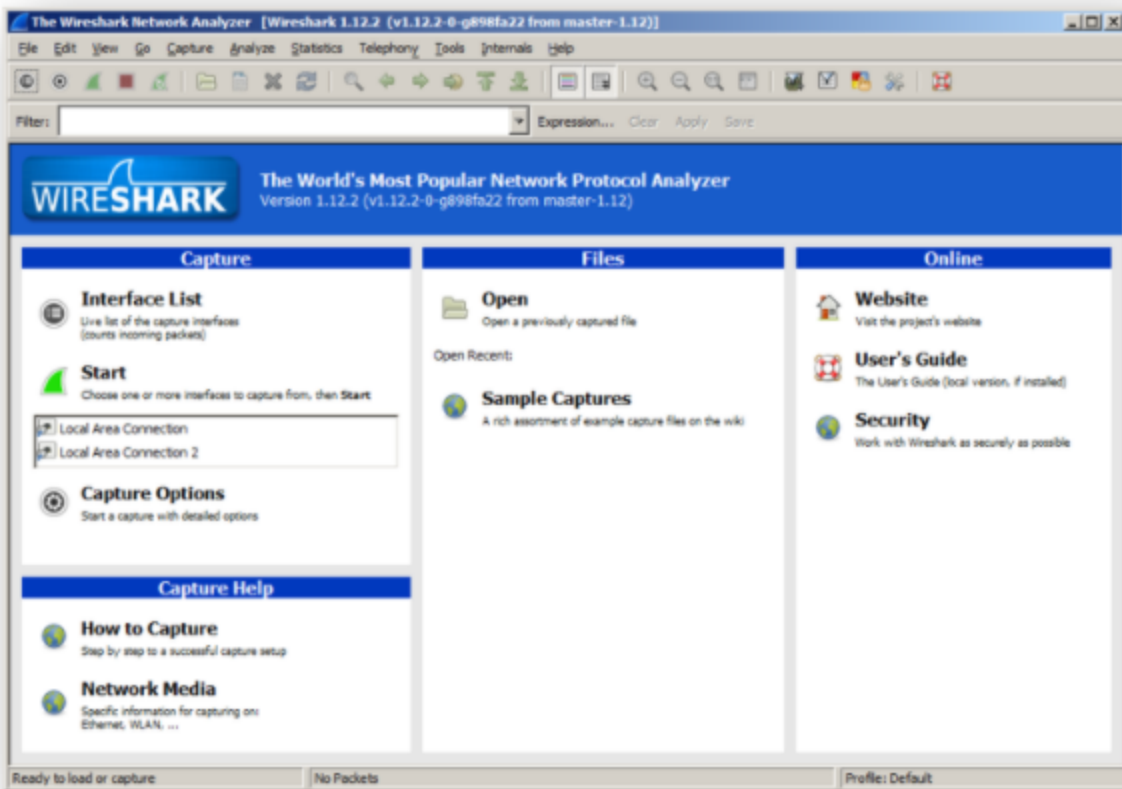 The Wireshark Network Analyzer [Wireshark 1.12.2 (v1.12.2-0-g898fa22 from master-1.12)]
File Edit View Go Capture Analyze Statistics Telephony Tools Internals Help
Filter: Expression... Clear Apply Save
WIRESHARK
The World's Most Popular Network Protocol Analyzer
Version 1.12.2 (v1.12.2-0-g898fa22 from master-1.12)
Capture
Interface List
Live list of the capture interfaces
(counts incoming packets)
Start
Choose one or more interfaces to capture from, then Start
Local Area Connection
Local Area Connection 2
Capture Options
Start a capture with detailed options
Capture Help
How to Capture
Step by step to a successful capture setup
Network Media
Specific information for capturing on:
Ethernet, WLAN, ...
Files
Open
Open a previously captured file
Open Recent:
Sample Captures
A rich assortment of example capture files on the wiki
Online
Website
Visit the project's website
User's Guide
The User's Guide (local version, if installed)
Security
Work with Wireshark as securely as possible
Ready to load or capture No Packets Profile: Default